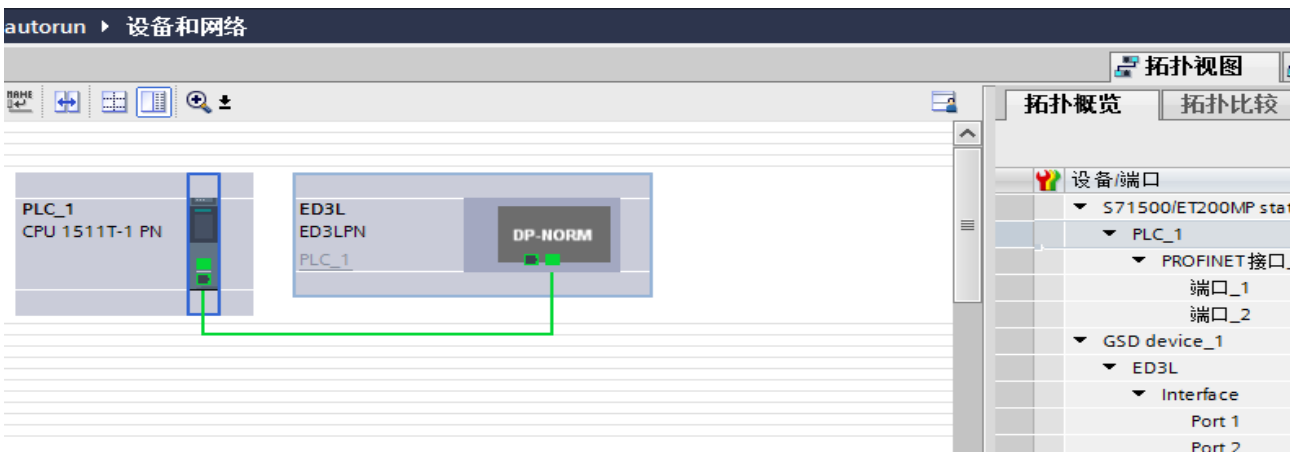 autorun ▸ 设备和网络
拓扑视图
拓扑概览
拓扑比较
设备/端口
S71500/ET200MP stat
PLC_1
PROFINET接口_
端口_1
端口_2
GSD device_1
ED3L
Interface
Port 1
Port 2
PLC_1
CPU 1511T-1 PN
ED3L
ED3LPN
PLC_1
DP-NORM